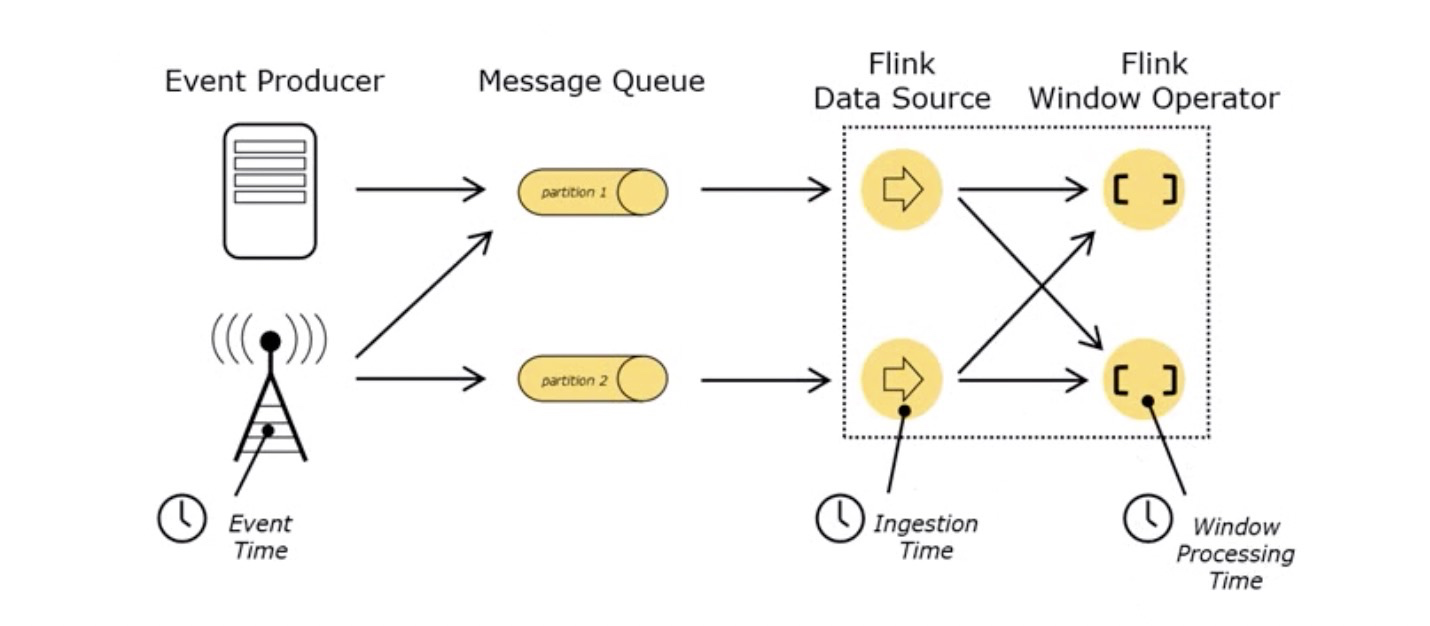 Event Producer
Message Queue
Flink
Data Source
Flink
Window Operator
partition 1
partition 2
Event
Time
Ingestion
Time
Window
Processing
Time